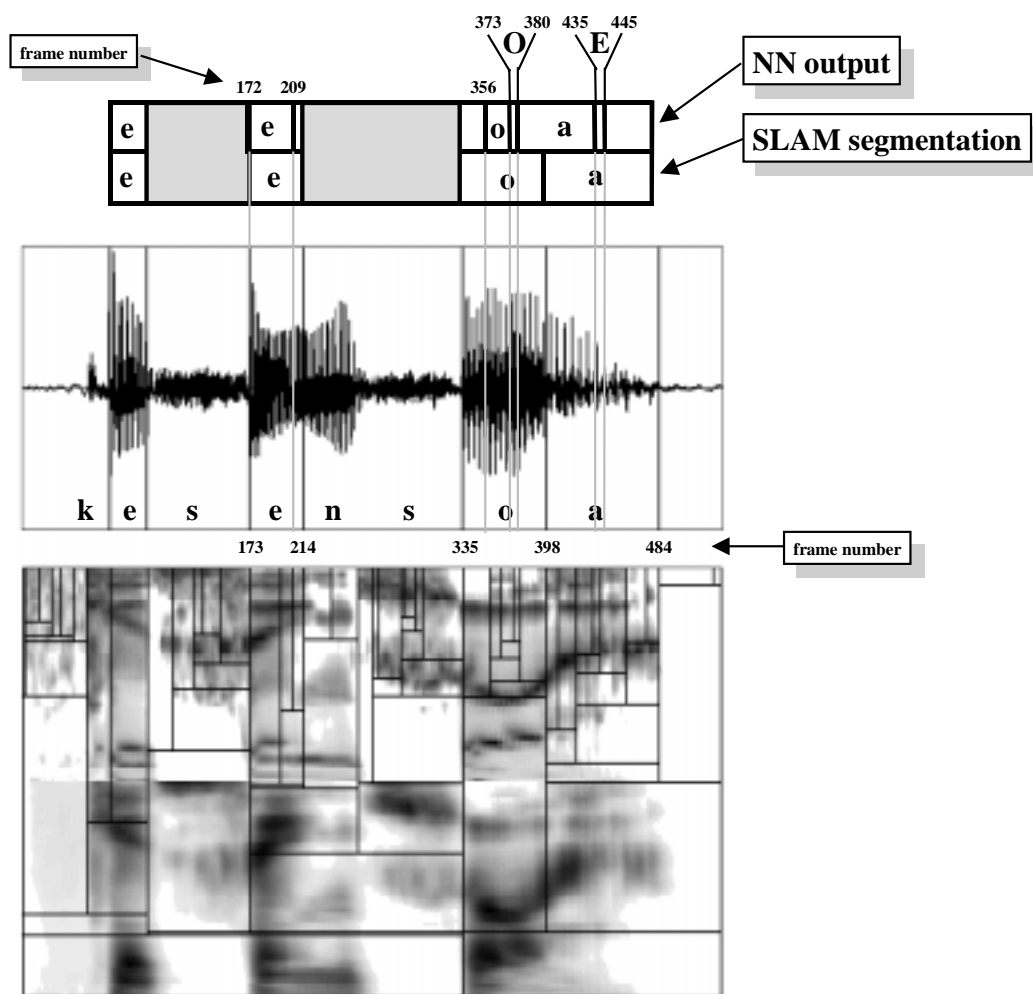 373 380 435 445
O E
frame number
NN output
172 209 356
e e o a
SLAM segmentation
e e o a
k e s e n s o a
173 214 335 398 484
frame number